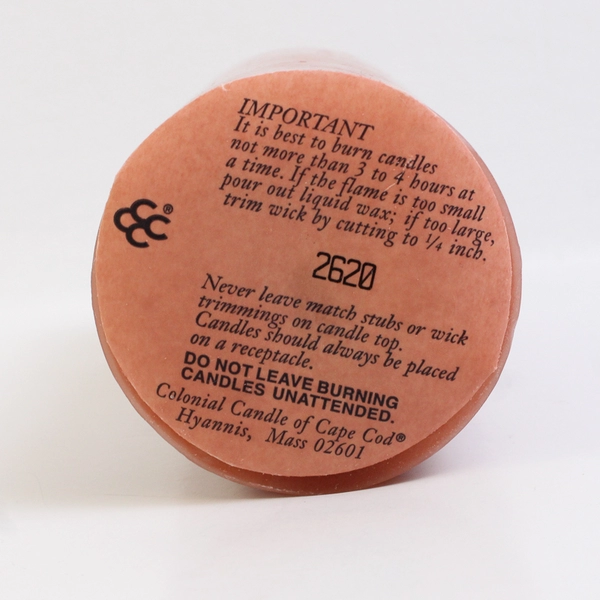 IMPORTANT
It is best to burn candles
not more than 3 to 4 hours at
a time. If the flame is too small
pour out liquid wax; if too large,
trim wick by cutting to ¼ inch.
CCCC®
2620
Never leave match stubs or wick
trimmings on candle top.
Candles should always be placed
on a receptacle.
DO NOT LEAVE BURNING
CANDLES UNATTENDED.
Colonial Candle of Cape Cod®
Hyannis, Mass 02601